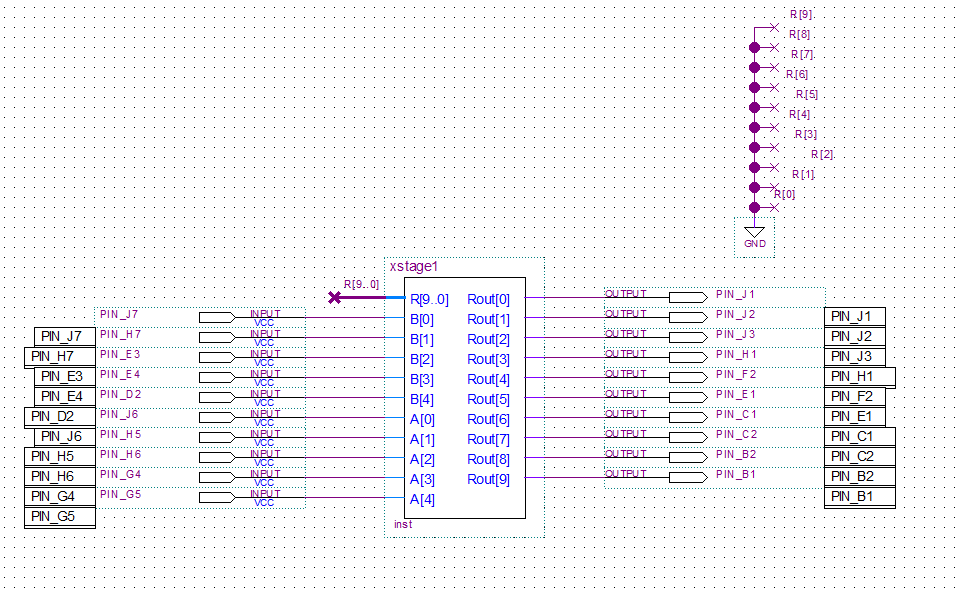 R[9]
R[8]
R[7]
R[6]
R[5]
R[4]
R[3]
R[2]
R[1]
R[0]
GND
xstage1
R[9..0]
R[9..0] Rout[0]
B[0] Rout[1]
B[1] Rout[2]
B[2] Rout[3]
B[3] Rout[4]
B[4] Rout[5]
A[0] Rout[6]
A[1] Rout[7]
A[2] Rout[8]
A[3] Rout[9]
A[4]
inst
PIN_J7 INPUT
VCC
PIN_H7 INPUT
VCC
PIN_E3 INPUT
VCC
PIN_E4 INPUT
VCC
PIN_D2 INPUT
VCC
PIN_J6 INPUT
VCC
PIN_H5 INPUT
VCC
PIN_H6 INPUT
VCC
PIN_G4 INPUT
VCC
PIN_G5 INPUT
VCC
PIN_J7
PIN_H7
PIN_E3
PIN_E4
PIN_D2
PIN_J6
PIN_H5
PIN_H6
PIN_G4
PIN_G5
OUTPUT PIN_J1
OUTPUT PIN_J2
OUTPUT PIN_J3
OUTPUT PIN_H1
OUTPUT PIN_F2
OUTPUT PIN_E1
OUTPUT PIN_C1
OUTPUT PIN_C2
OUTPUT PIN_B2
OUTPUT PIN_B1
PIN_J1
PIN_J2
PIN_J3
PIN_H1
PIN_F2
PIN_E1
PIN_C1
PIN_C2
PIN_B2
PIN_B1